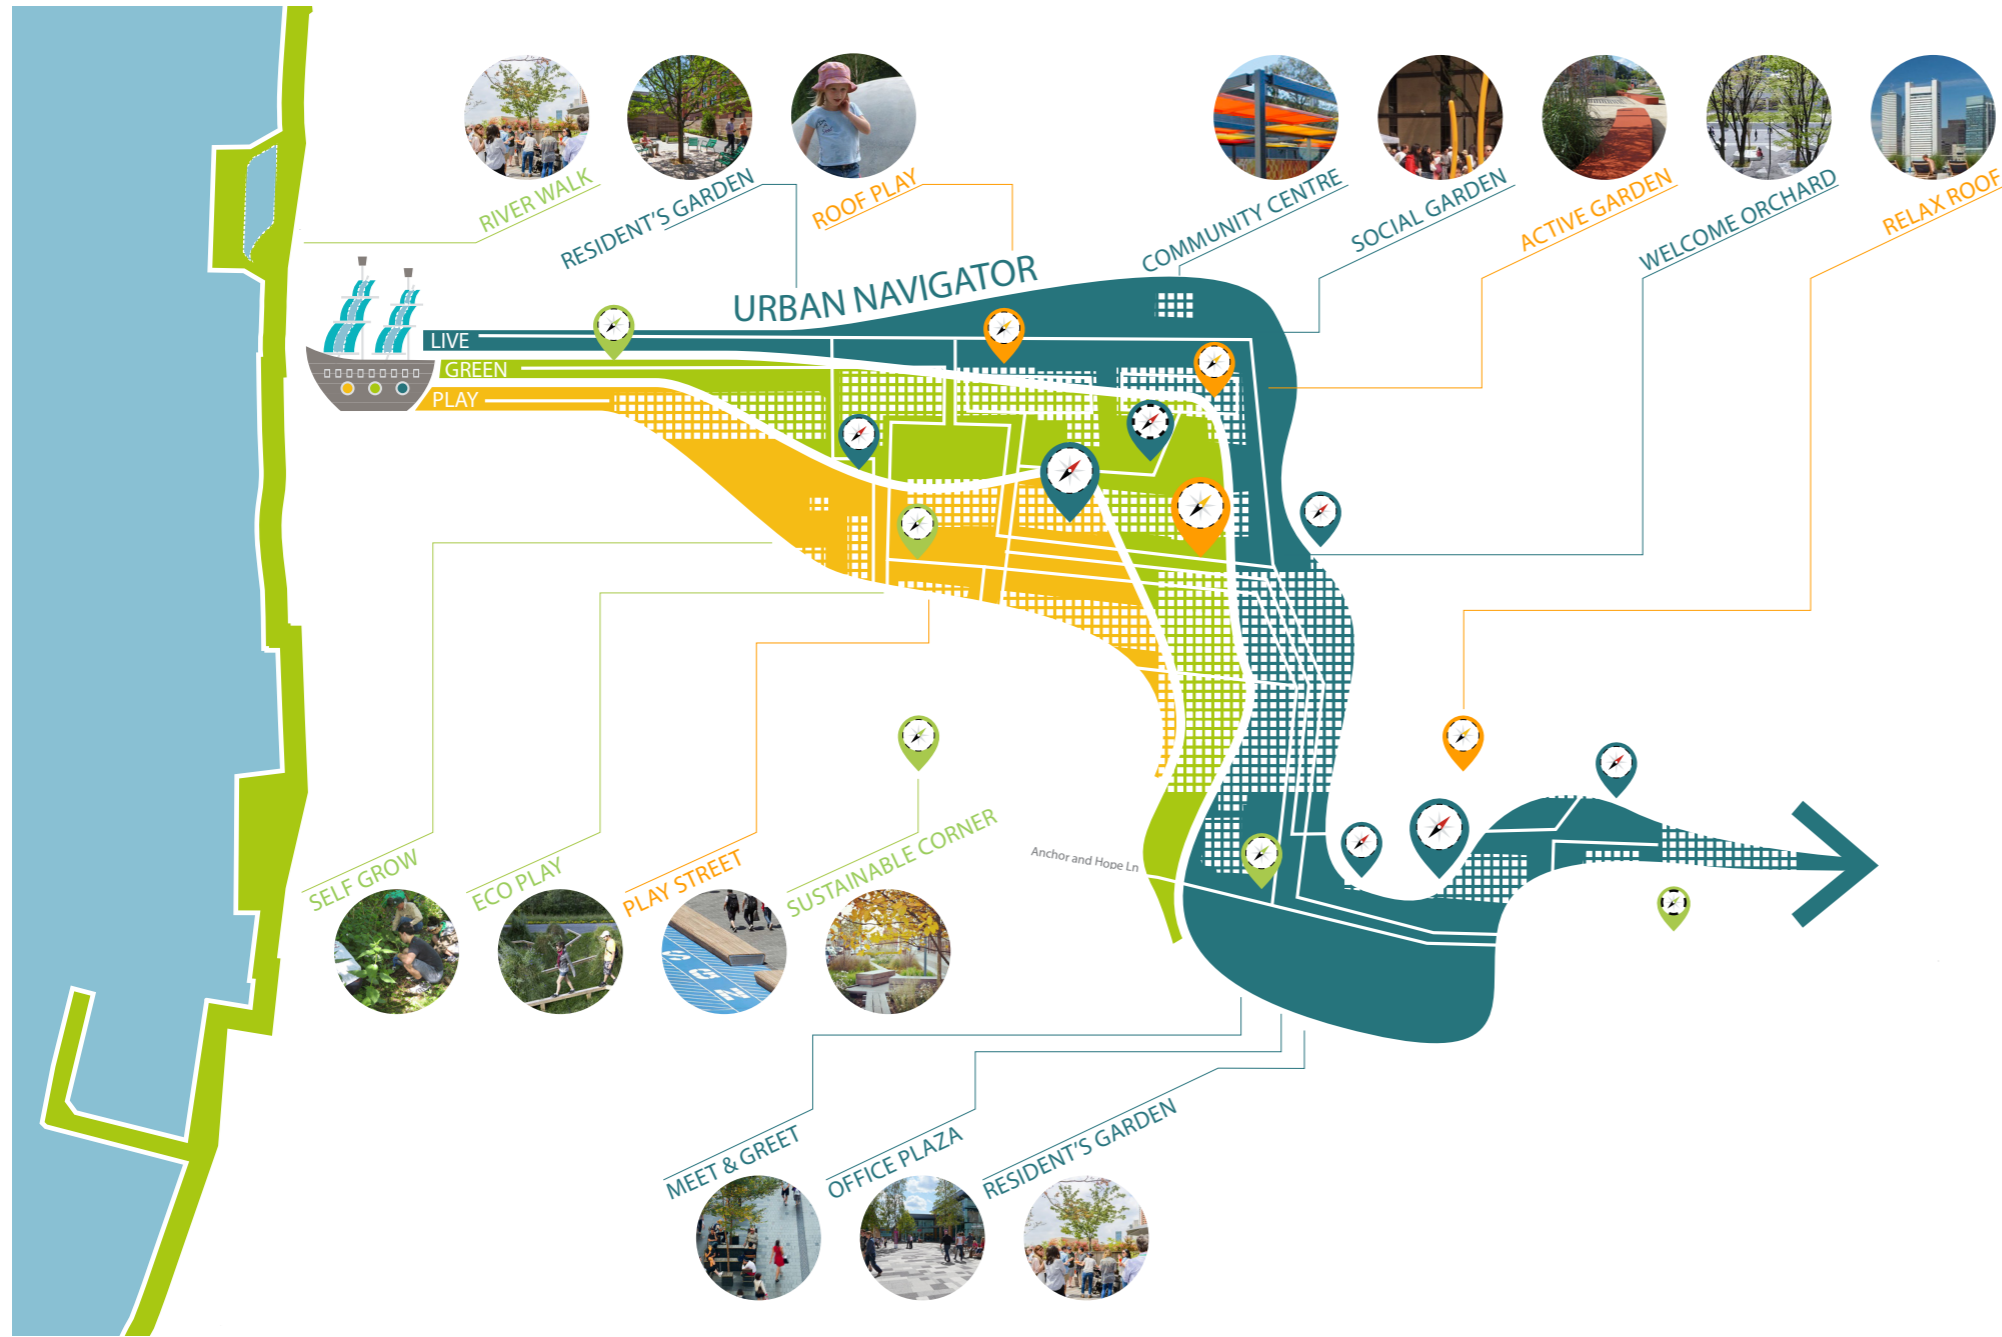 RIVER WALK
RESIDENT'S GARDEN
ROOF PLAY
COMMUNITY CENTRE
SOCIAL GARDEN
ACTIVE GARDEN
WELCOME ORCHARD
RELAX ROOF
URBAN NAVIGATOR
LIVE
GREEN
PLAY
SELF GROW
ECO PLAY
PLAY STREET
SUSTAINABLE CORNER
Anchor and Hope Ln
MEET & GREET
OFFICE PLAZA
RESIDENT'S GARDEN